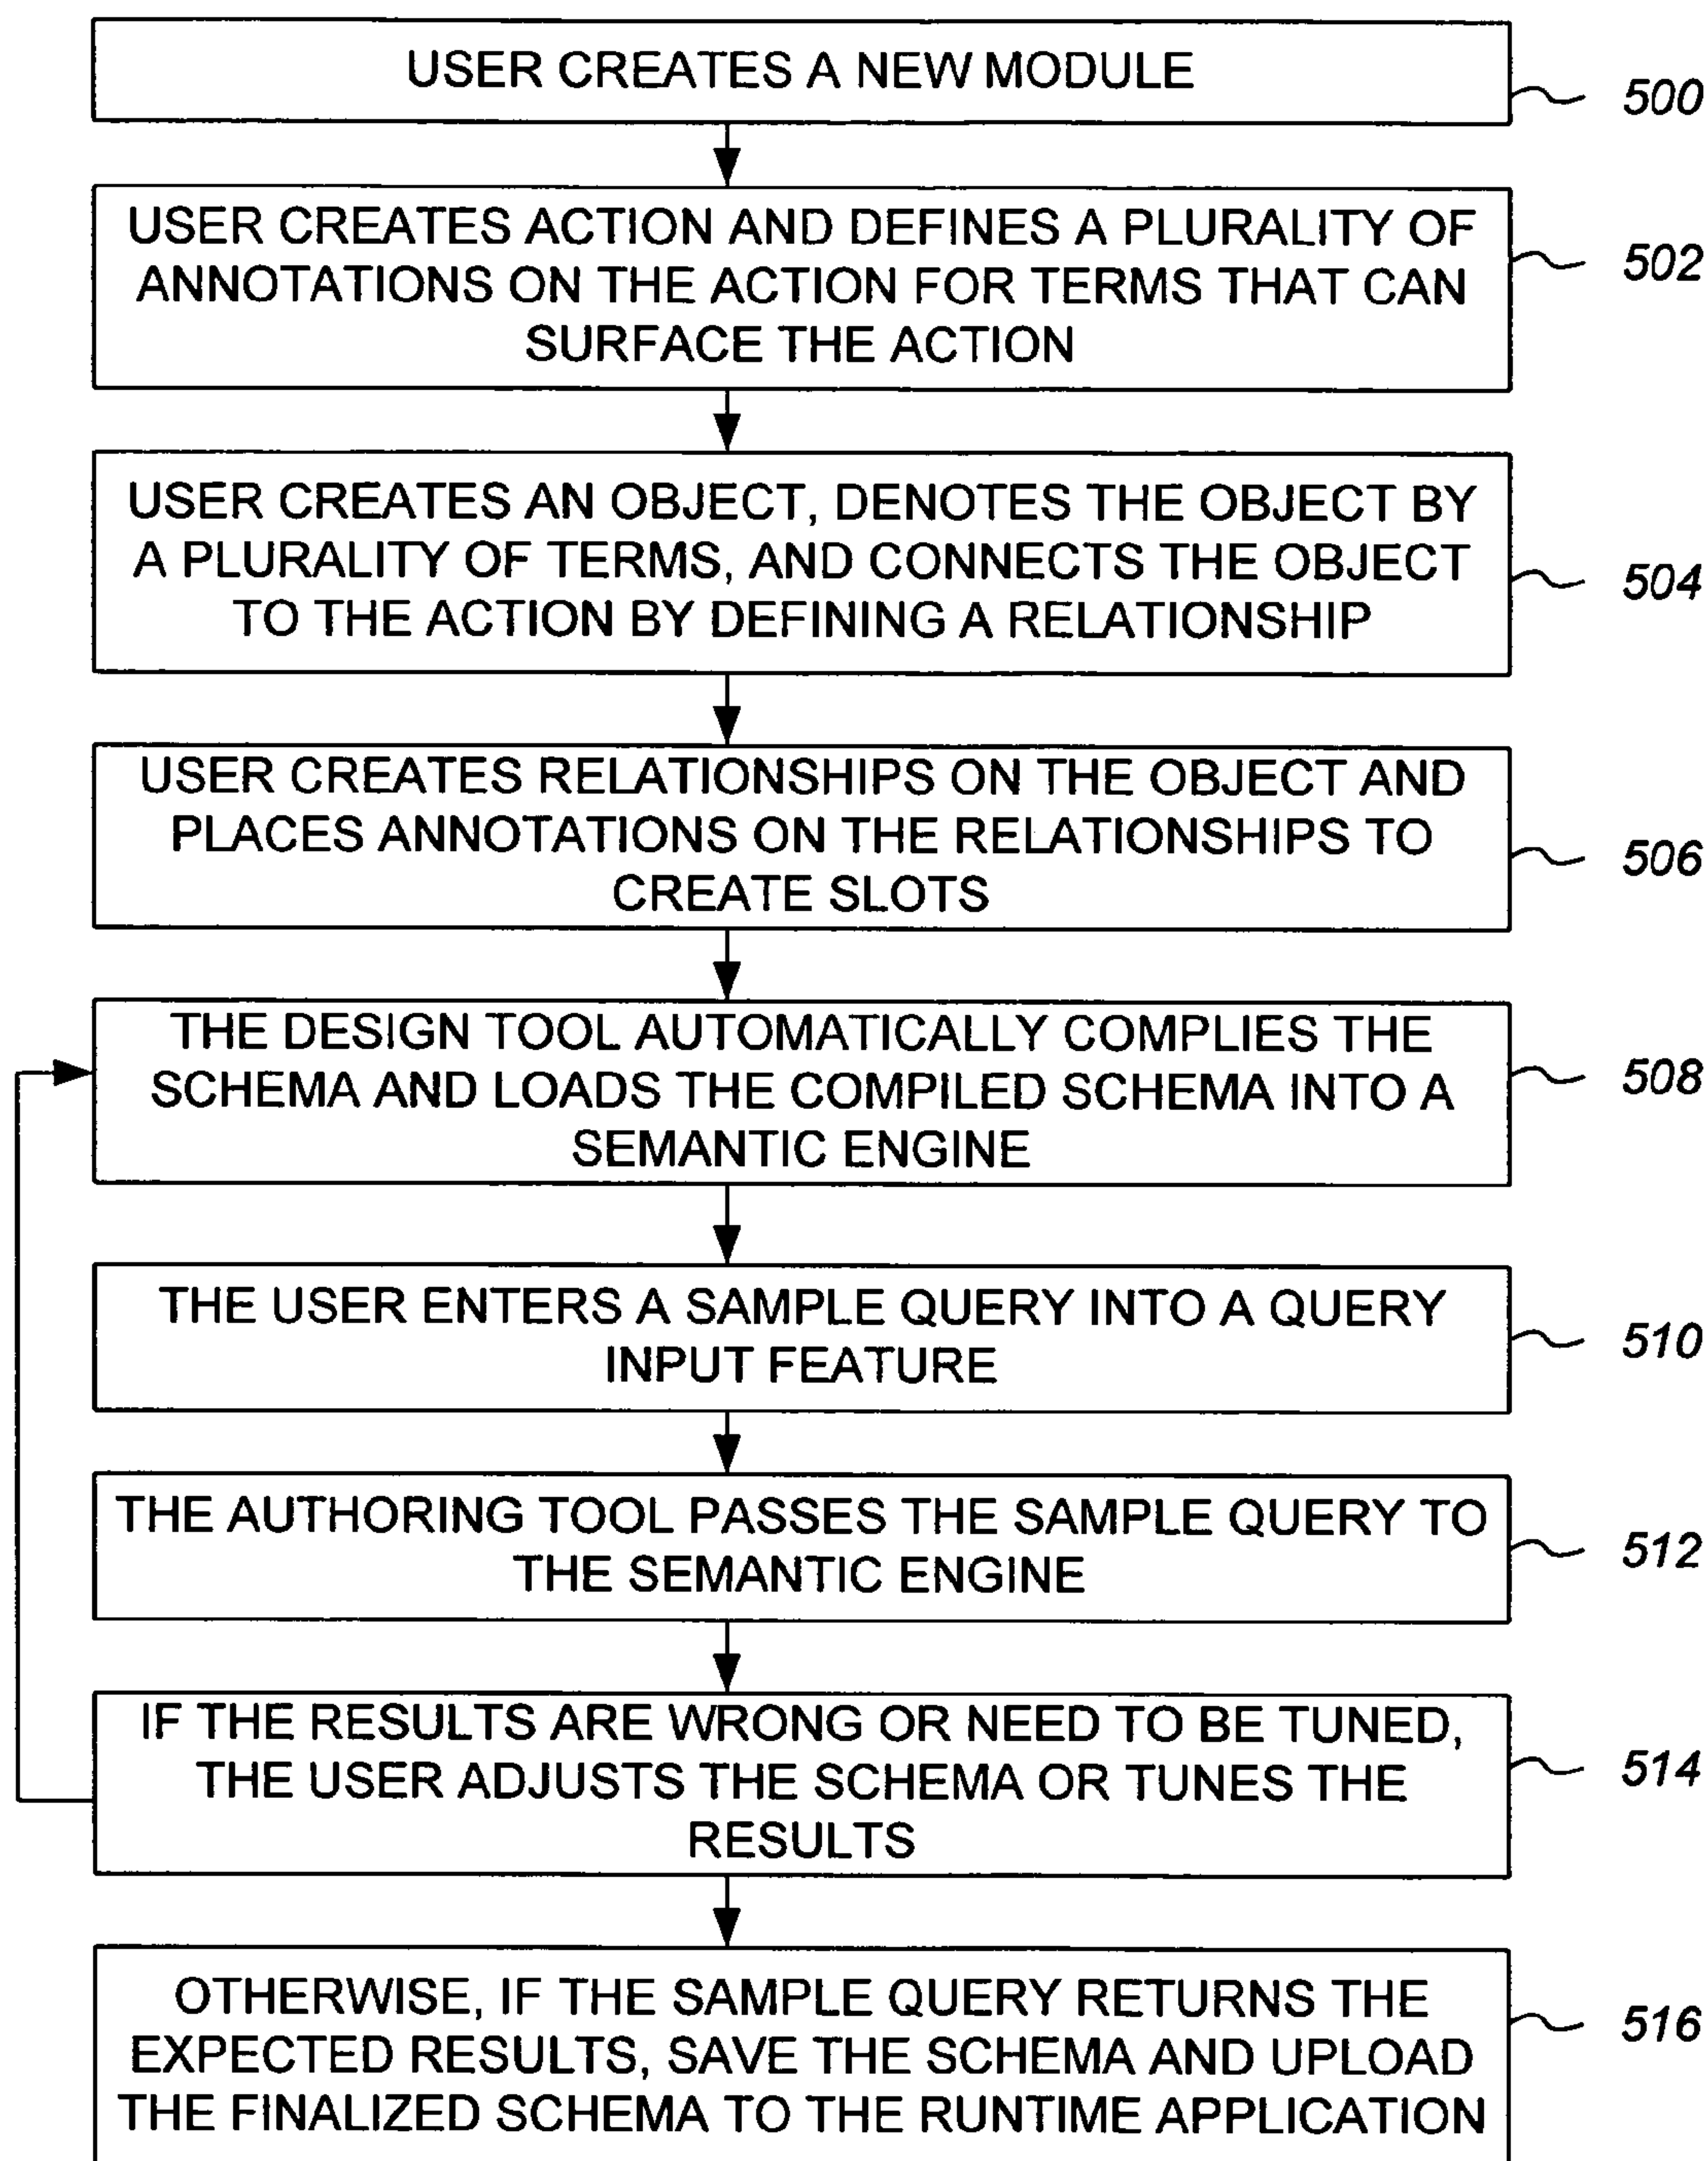 USER CREATES A NEW MODULE
500
USER CREATES ACTION AND DEFINES A PLURALITY OF
ANNOTATIONS ON THE ACTION FOR TERMS THAT CAN
SURFACE THE ACTION
502
USER CREATES AN OBJECT, DENOTES THE OBJECT BY
A PLURALITY OF TERMS, AND CONNECTS THE OBJECT
TO THE ACTION BY DEFINING A RELATIONSHIP
504
USER CREATES RELATIONSHIPS ON THE OBJECT AND
PLACES ANNOTATIONS ON THE RELATIONSHIPS TO
CREATE SLOTS
506
THE DESIGN TOOL AUTOMATICALLY COMPLIES THE
SCHEMA AND LOADS THE COMPILED SCHEMA INTO A
SEMANTIC ENGINE
508
THE USER ENTERS A SAMPLE QUERY INTO A QUERY
INPUT FEATURE
510
THE AUTHORING TOOL PASSES THE SAMPLE QUERY TO
THE SEMANTIC ENGINE
512
IF THE RESULTS ARE WRONG OR NEED TO BE TUNED,
THE USER ADJUSTS THE SCHEMA OR TUNES THE
RESULTS
514
OTHERWISE, IF THE SAMPLE QUERY RETURNS THE
EXPECTED RESULTS, SAVE THE SCHEMA AND UPLOAD
THE FINALIZED SCHEMA TO THE RUNTIME APPLICATION
516